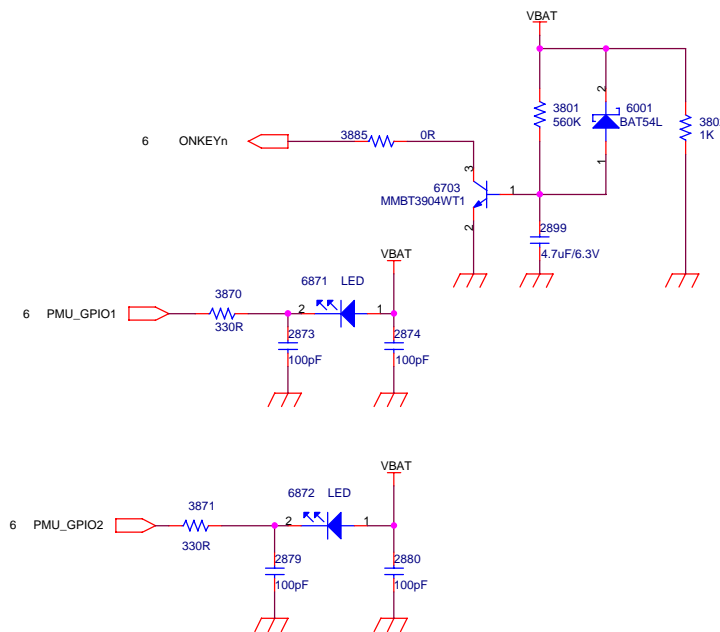 VBAT
3801
560K
2
6001
BAT54L
1
380
1K
6 ONKEYn
3885 0R
3
6703
MMBT3904WT1
1
2
2899
4.7uF/6.3V
VBAT
6871 LED
6 PMU_GPIO1
3870
330R
2
1
2873
100pF
2874
100pF
VBAT
6872 LED
6 PMU_GPIO2
3871
330R
2
1
2879
100pF
2880
100pF